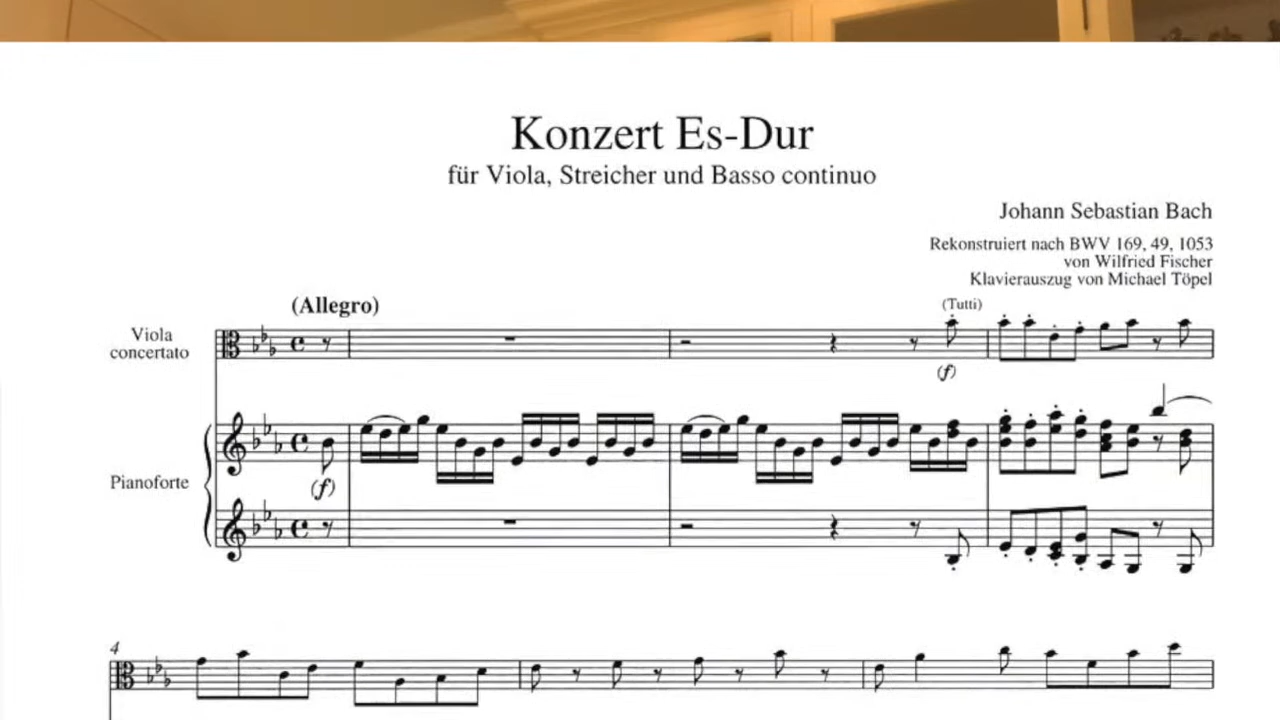 Konzert Es-Dur
für Viola, Streicher und Basso continuo
Johann Sebastian Bach
Rekonstruiert nach BWV 169, 49, 1053
von Wilfried Fischer
Klavierauszug von Michael Töpel
(Allegro)
(Tutti)
Viola
concertato
(f)
Pianoforte
(f)
4